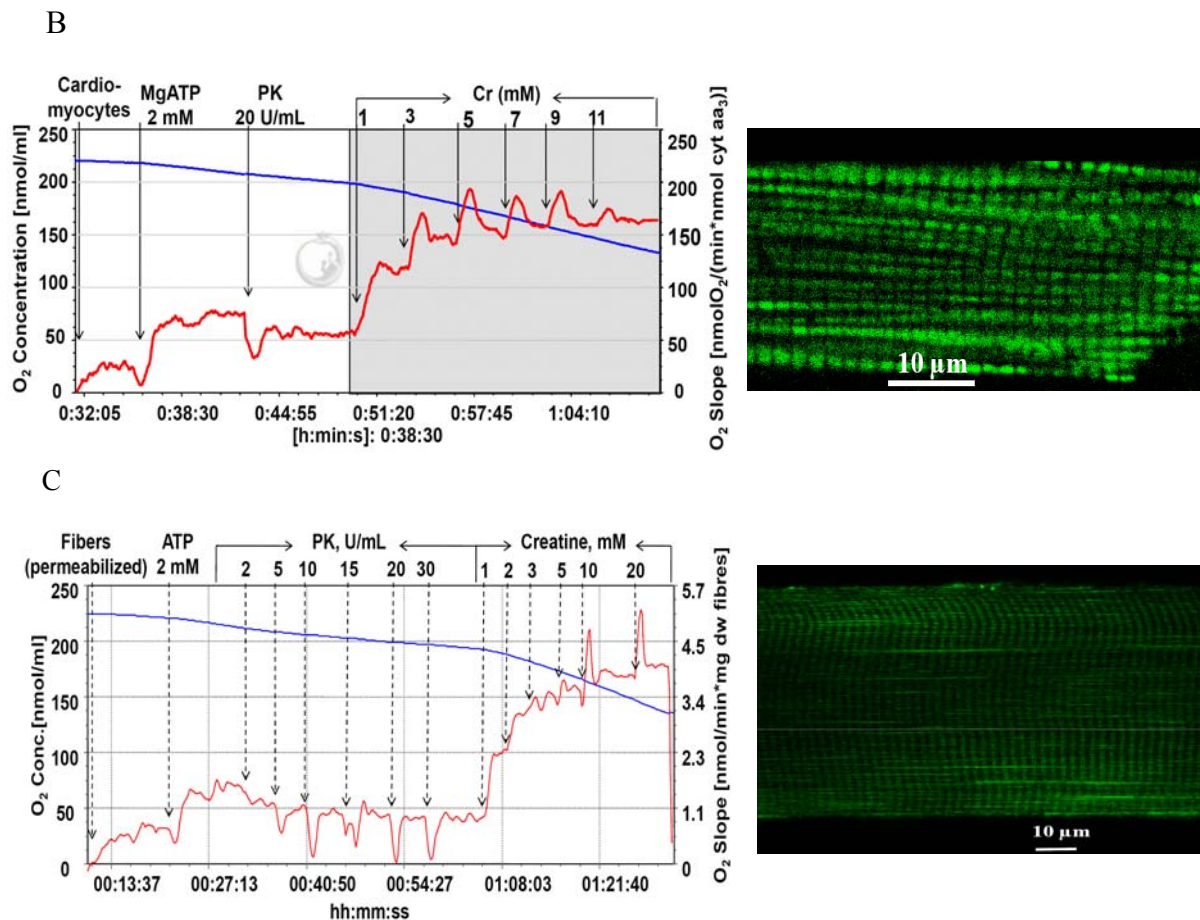 B
Cardio-
myocytes
MgATP
2 mM
PK
20 U/mL
Cr (mM)
1 3 5 7 9 11
250
200
150
100
50
0
O₂ Concentration [nmol/ml]
250
200
150
100
50
0
O₂ Slope [nmolO₂/(min*nmol cyt aa₃)]
0:32:05 0:38:30 0:44:55 0:51:20 0:57:45 1:04:10
[h:min:s]: 0:38:30
10 µm
C
Fibers
(permeabilized)
ATP
2 mM
PK, U/mL
2 5 10 15 20 30
Creatine, mM
1 2 3 5 10 20
250
200
150
100
50
0
O₂ Conc.[nmol/ml]
5.7
4.5
3.4
2.3
1.1
0
O₂ Slope [nmol/min*mg dw fibres]
00:13:37 00:27:13 00:40:50 00:54:27 01:08:03 01:21:40
hh:mm:ss
10 µm